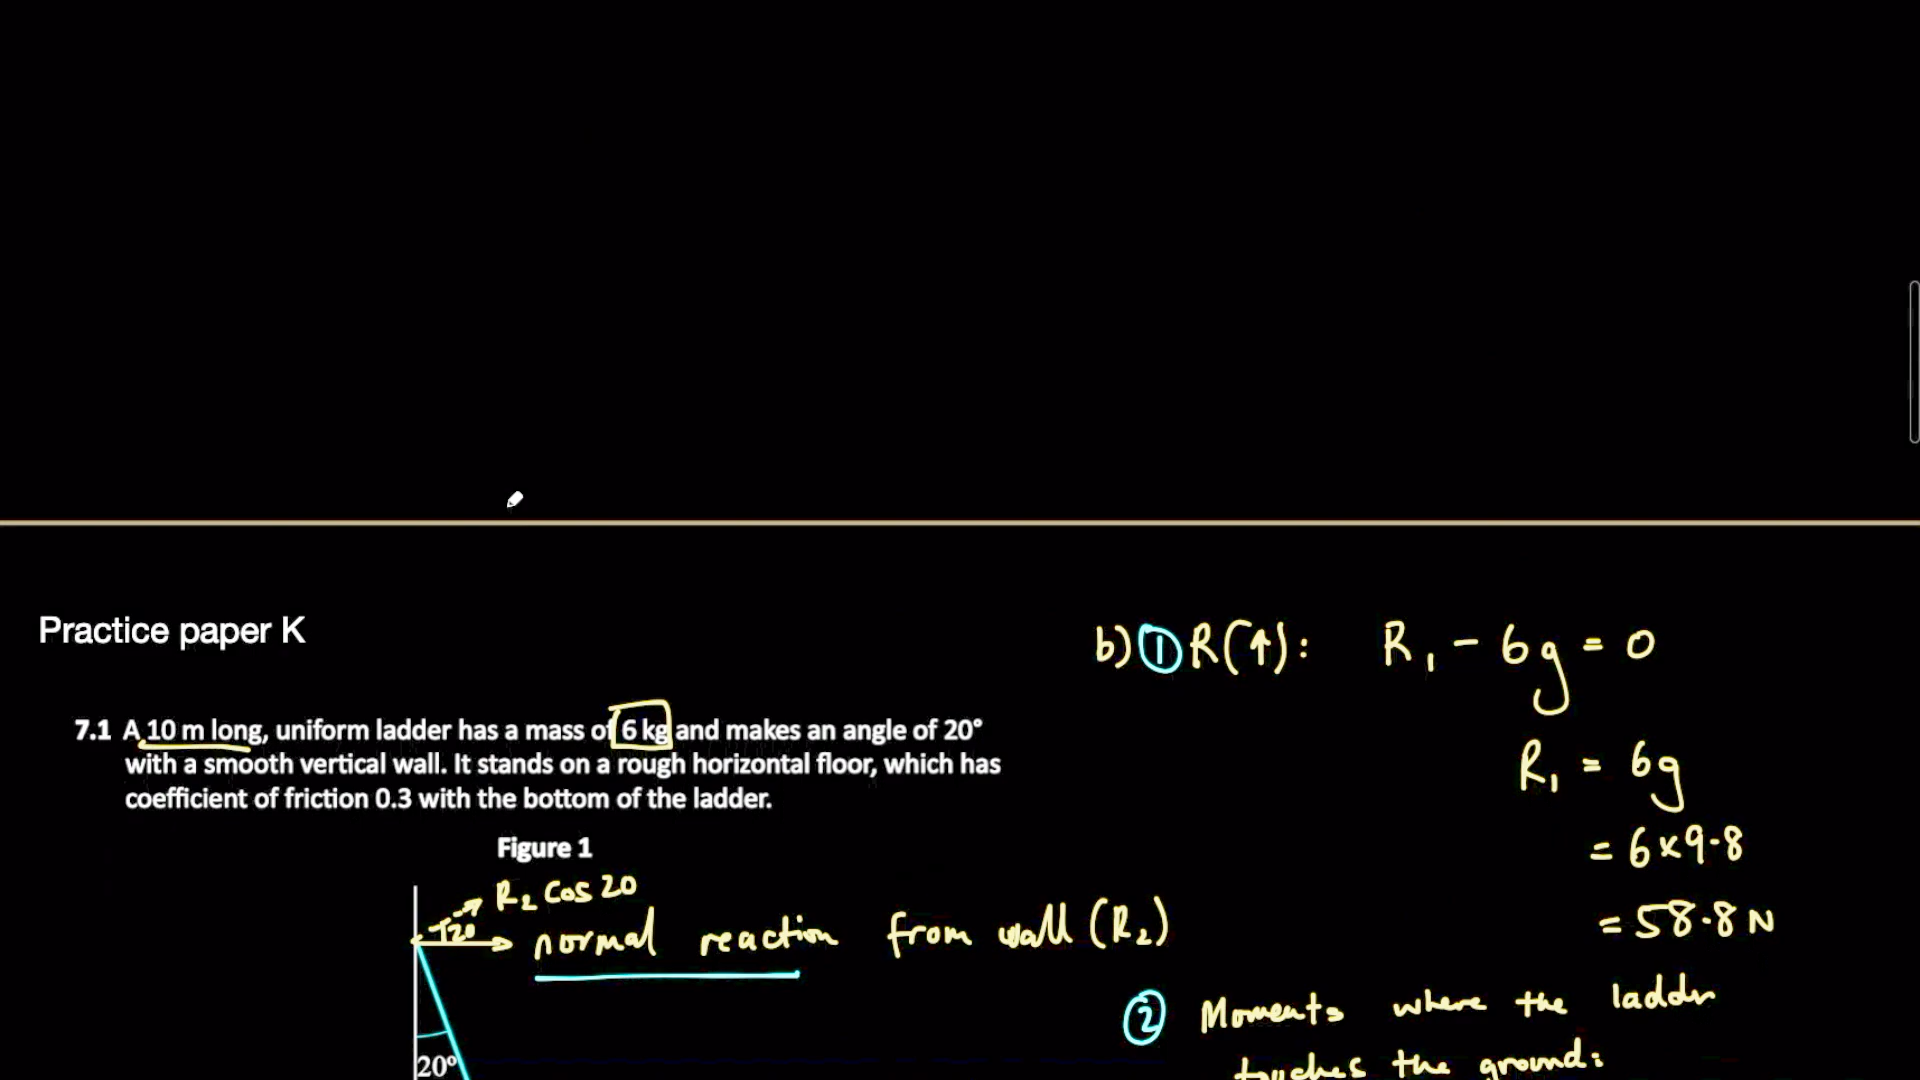 Practice paper K
7.1 A 10 m long, uniform ladder has a mass of 6 kg and makes an angle of 20°
with a smooth vertical wall. It stands on a rough horizontal floor, which has
coefficient of friction 0.3 with the bottom of the ladder.
Figure 1
R₂ cos 20
20
normal reaction from wall (R₂)
20°
b) ① R(↑): R₁ - 6g = 0
R₁ = 6g
= 6×9.8
= 58.8 N
② Moments where the ladder
touches the ground: